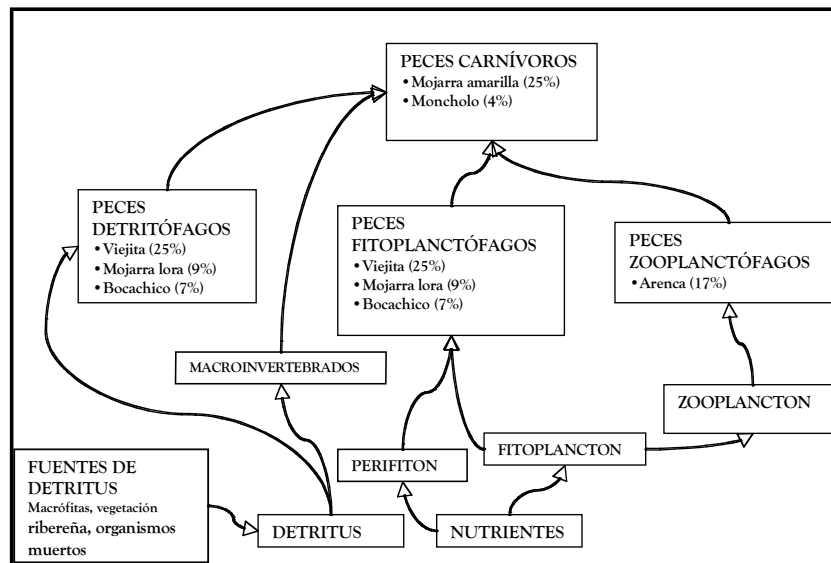 PECES CARNÍVOROS
• Mojarra amarilla (25%)
• Moncholo (4%)
PECES
DETRITÓFAGOS
• Viejita (25%)
• Mojarra lora (9%)
• Bocachico (7%)
PECES
FITOPLANCTÓFAGOS
• Viejita (25%)
• Mojarra lora (9%)
• Bocachico (7%)
PECES
ZOOPLANCTÓFAGOS
• Arenca (17%)
MACROINVERTEBRADOS
ZOOPLANCTON
FITOPLANCTON
PERIFITON
FUENTES DE
DETRITUS
Macrófitas, vegetación
ribereña, organismos
muertos
DETRITUS
NUTRIENTES